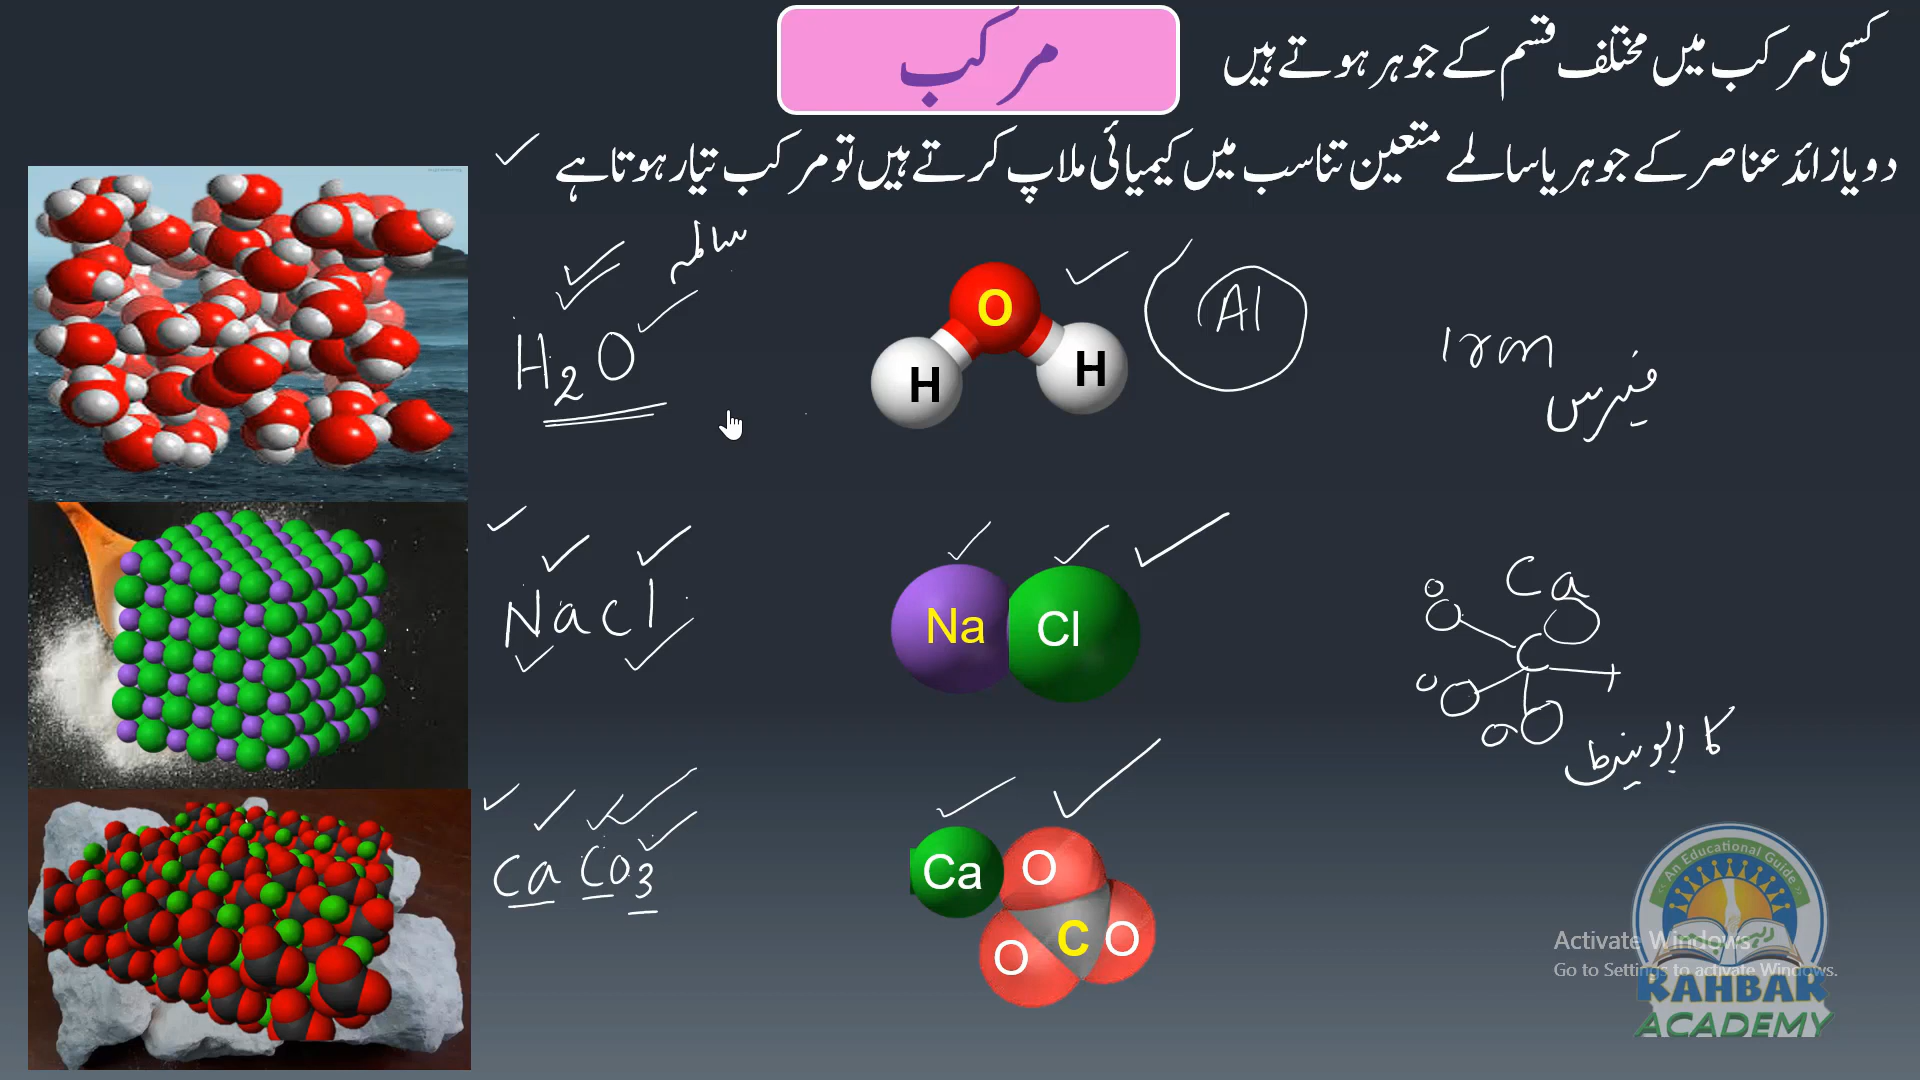 مرکب
کسی مرکب میں مختلف قسم کے جوہر ہوتے ہیں
دو یا زائد عناصر کے جوہر یا سالمے متعین تناسب میں کیمیائی ملاپ کرتے ہیں تو مرکب تیار ہوتا ہے
سالمہ
H2O
O
H H
Al
Iron
فیرس
NaCl
Na Cl
Ca
C
CaCO3
Ca O
O C O
An Educational Guide
Activate Windows
Go to Settings to activate Windows.
RAHBAR
ACADEMY